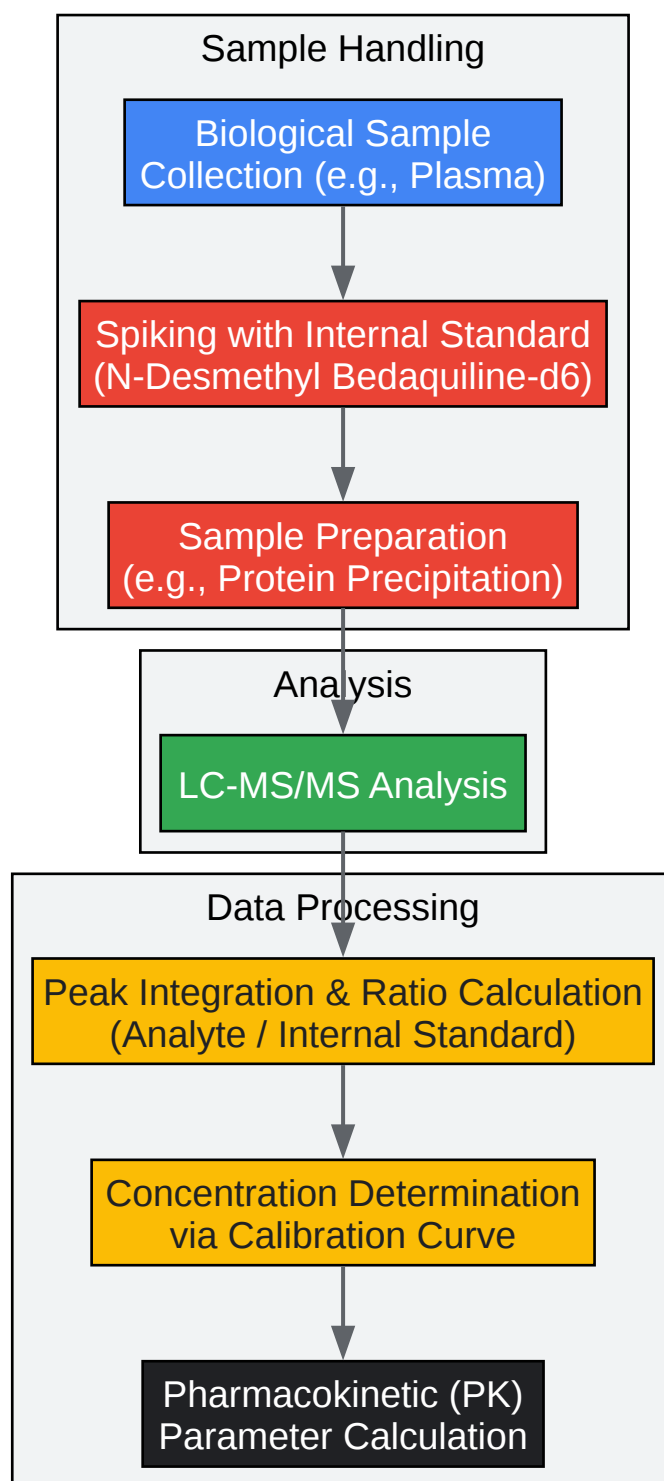 Sample Handling
Biological Sample
Collection (e.g., Plasma)
Spiking with Internal Standard
(N-Desmethyl Bedaquiline-d6)
Sample Preparation
(e.g., Protein Precipitation)
Analysis
LC-MS/MS Analysis
Data Processing
Peak Integration & Ratio Calculation
(Analyte / Internal Standard)
Concentration Determination
via Calibration Curve
Pharmacokinetic (PK)
Parameter Calculation